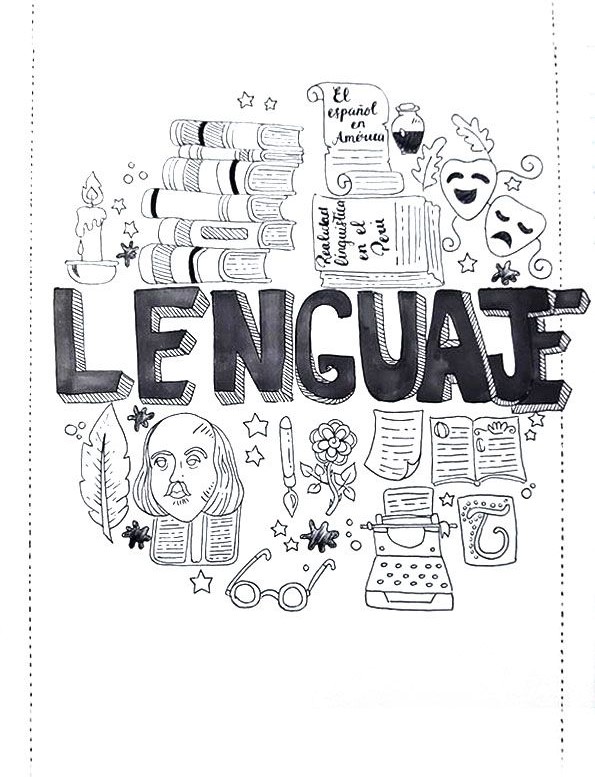 El
español
en
América
Realidad
lingüística
en el
Perú
LENGUAJE